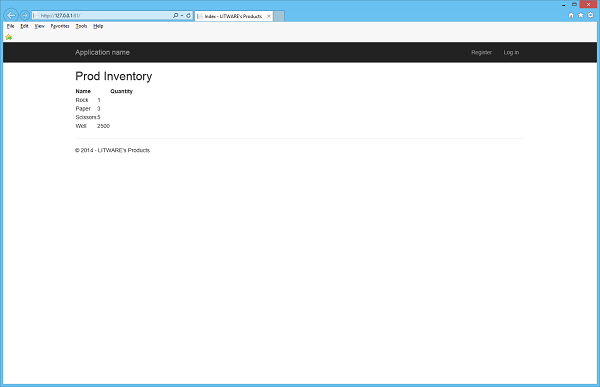 https://127.0.0.1:81/
Index - LITWARE's Products
File Edit View Favorites Tools Help
Application name Register Log in
Prod Inventory
Name Quantity
Rock 1
Paper 3
Scissors 5
Well 2500
© 2014 - LITWARE's Products